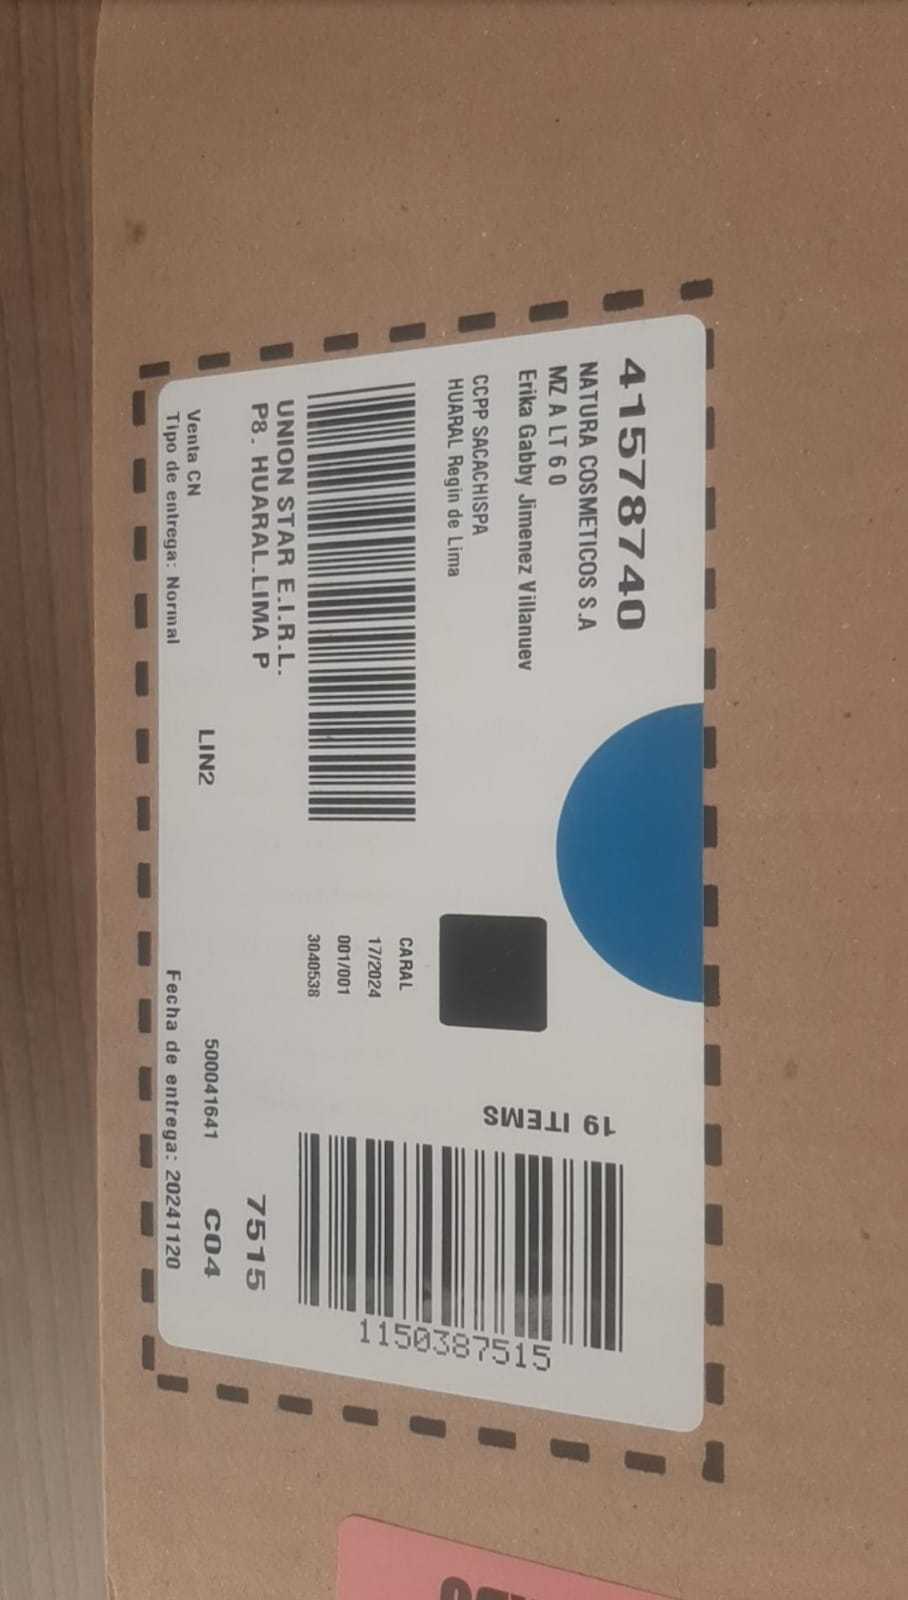 41578740
NATURA COSMETICOS S.A
MZ A LT 6 0
Erika Gabby Jimenez Villanuev
CCPP SACACHISPA
HUARAL Regin de Lima
19 ITEMS
1150387515
CARAL
17/2024
001/001
3040538
UNION STAR E.I.R.L.
P8. HUARAL.LIMA P
7515
Venta CN
LIN2
500041641
C04
Tipo de entrega: Normal
Fecha de entrega: 20241120